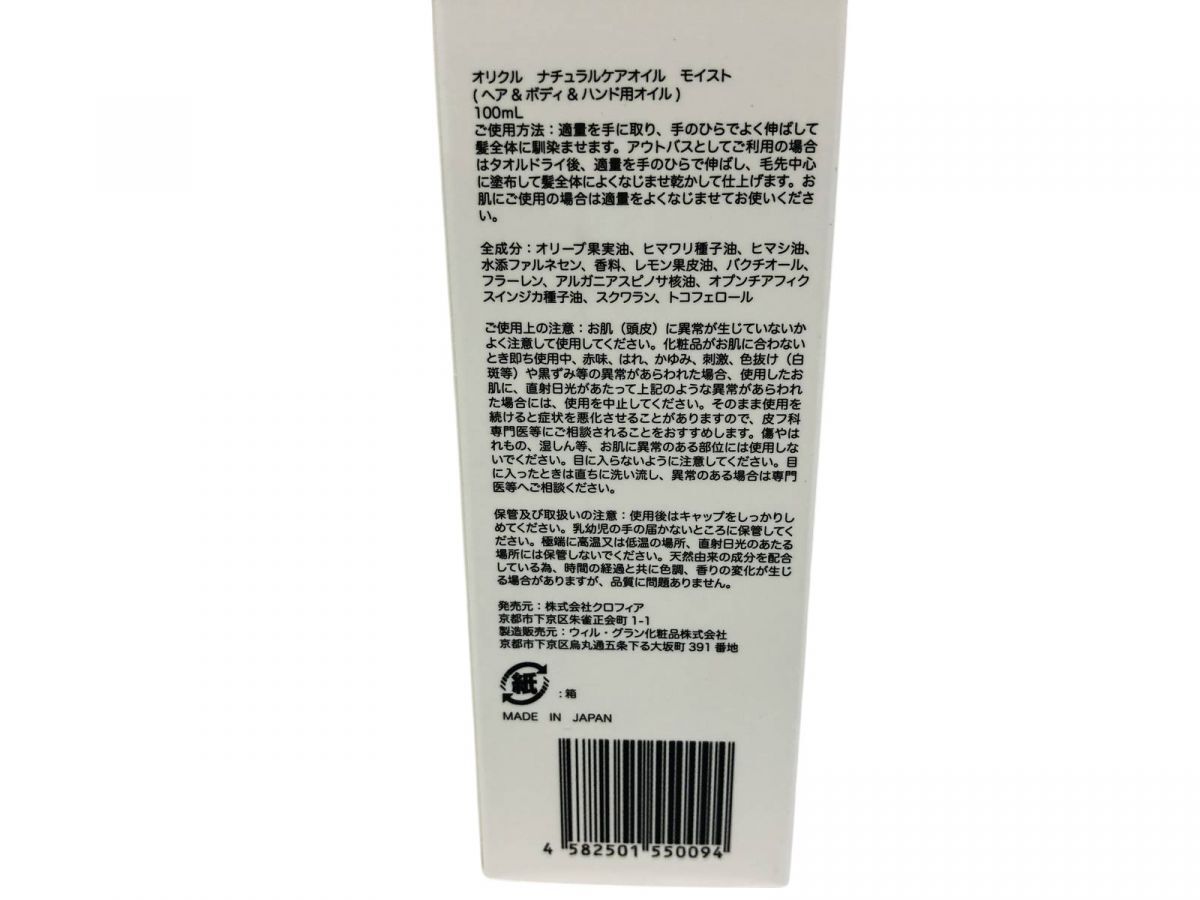 オリクル ナチュラルケアオイル モイスト
(ヘア&ボディ&ハンド用オイル)
100mL
ご使用方法：適量を手に取り、手のひらでよく伸ばして
髪全体に馴染ませます。アウトバスとしてご利用の場合
はタオルドライ後、適量を手のひらで伸ばし、毛先中心
に塗布して髪全体によくなじませ乾かして仕上げます。お
肌にご使用の場合は適量をよくなじませてお使いくださ
い。
全成分：オリーブ果実油、ヒマワリ種子油、ヒマシ油、
水添ファルネセン、香料、レモン果皮油、バクチオール、
フラーレン、アルガニアスピノサ核油、オプンチアフィク
スインジカ種子油、スクワラン、トコフェロール
ご使用上の注意：お肌（頭皮）に異常が生じていないか
よく注意して使用してください。化粧品がお肌に合わない
とき即ち使用中、赤味、はれ、かゆみ、刺激、色抜け（白
斑等）や黒ずみ等の異常があらわれた場合、使用したお
肌に、直射日光があたって上記のような異常があらわれ
た場合には、使用を中止してください。そのまま使用を
続けると症状を悪化させることがありますので、皮フ科
専門医等にご相談されることをおすすめします。傷やは
れもの、湿しん等、お肌に異常のある部位には使用しな
いでください。目に入らないように注意してください。目
に入ったときは直ちに洗い流し、異常のある場合は専門
医等へご相談ください。
保管及び取扱いの注意：使用後はキャップをしっかりし
めてください。乳幼児の手の届かないところに保管してく
ださい。極端に高温又は低温の場所、直射日光のあたる
場所には保管しないでください。天然由来の成分を配合
している為、時間の経過と共に色調、香りの変化が生じ
る場合がありますが、品質に問題ありません。
発売元：株式会社クロフィア
京都市下京区朱雀正会町 1-1
製造販売元：ウィル・グラン化粧品株式会社
京都市下京区烏丸通五条下る大坂町 391 番地
紙 ：箱
MADE IN JAPAN
4 582501 550094